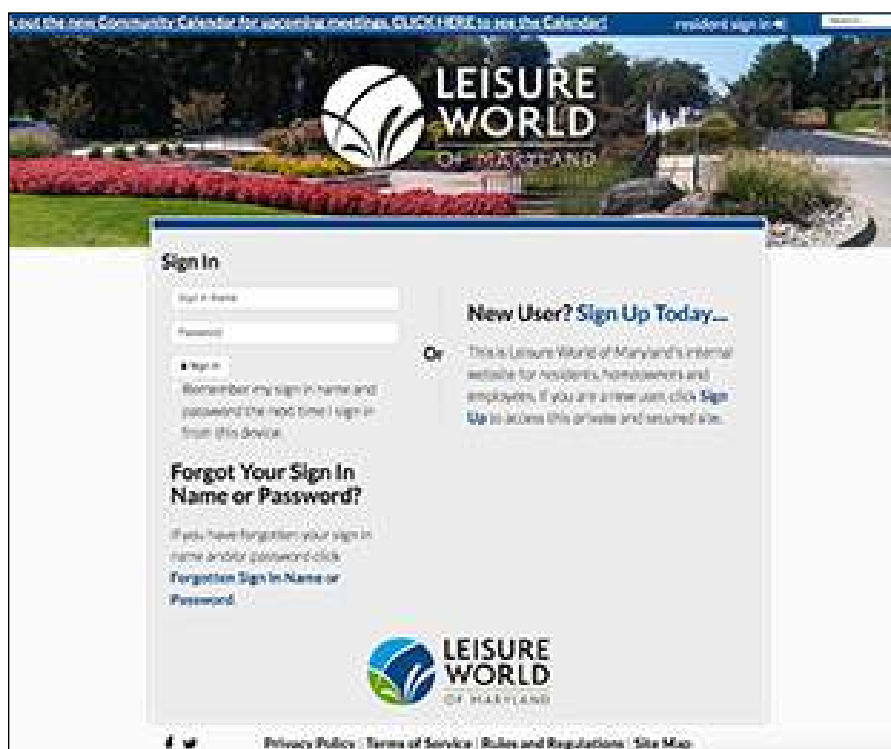 out the new Community Calendar for upcoming meetings. CLICK HERE to see the Calendar!
resident sign in
Search...
LEISURE
WORLD
OF MARYLAND
Sign In
Sign In Name
Password
Sign In
Remember my sign in name and
password the next time I sign in
from this device.
Or
New User? Sign Up Today...
This is Leisure World of Maryland's internal
website for residents, homeowners and
employees. If you are a new user, click Sign
Up to access this private and secured site.
Forgot Your Sign In
Name or Password?
If you have forgotten your sign in
name and/or password click
Forgotten Sign In Name or
Password.
LEISURE
WORLD
OF MARYLAND
Privacy Policy | Terms of Service | Rules and Regulations | Site Map